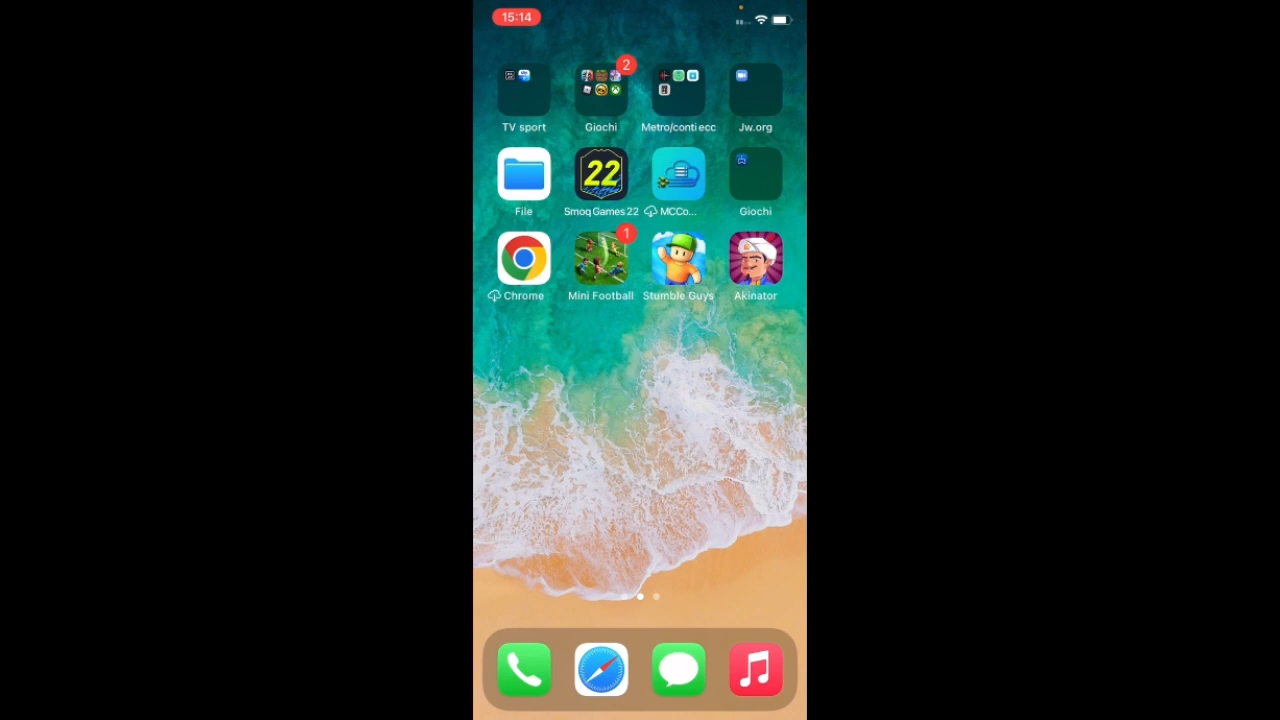 15:14
2
TV sport
Giochi
Metro/conti ecc
Jw.org
22
File
Smoq Games 22
MCCo...
Giochi
1
Chrome
Mini Football
Stumble Guys
Akinator